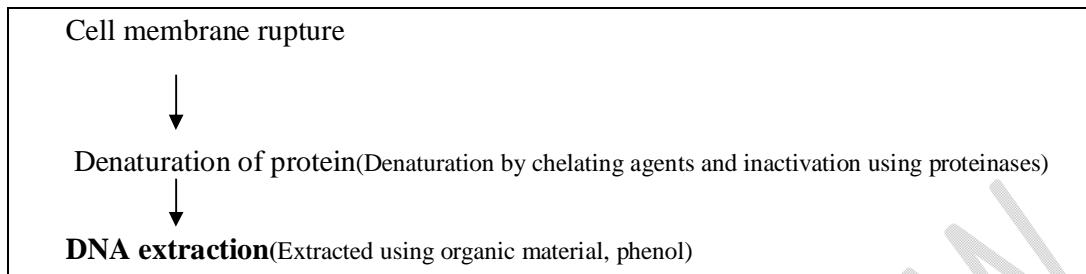 Cell membrane rupture
Denaturation of protein(Denaturation by chelating agents and inactivation using proteinases)
DNA extraction(Extracted using organic material, phenol)